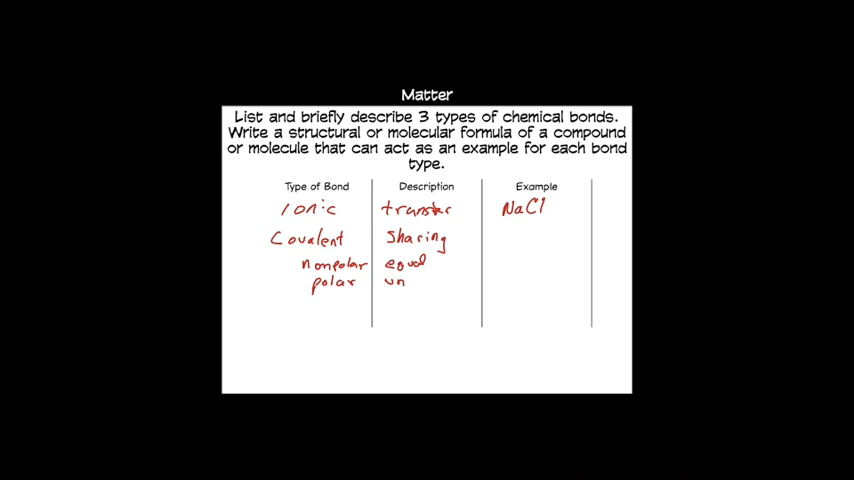 Matter
List and briefly describe 3 types of chemical bonds.
Write a structural or molecular formula of a compound
or molecule that can act as an example for each bond
type.
Type of Bond Description Example
Ionic transfer NaCl
Covalent Sharing
nonpolar equal
polar un